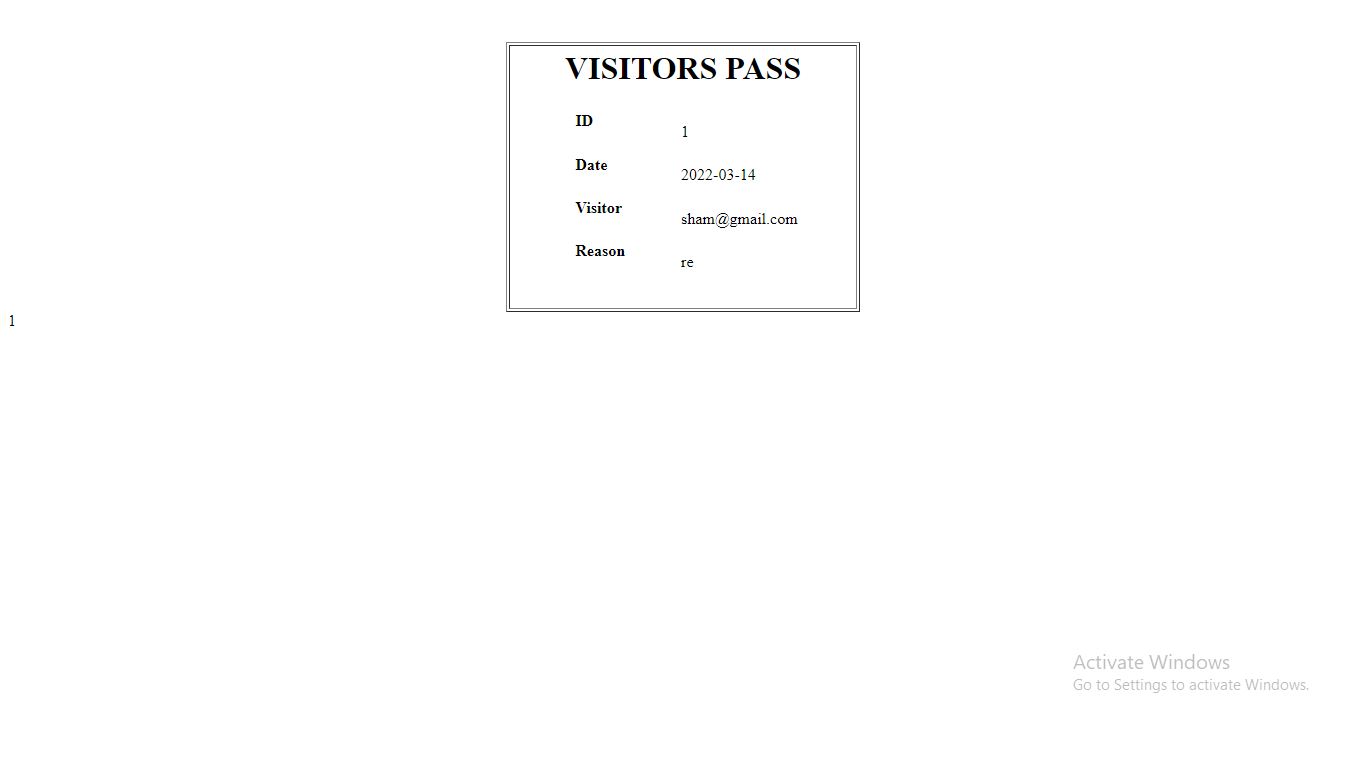 VISITORS PASS
ID
1
Date
2022-03-14
Visitor
sham@gmail.com
Reason
re
1
Activate Windows
Go to Settings to activate Windows.